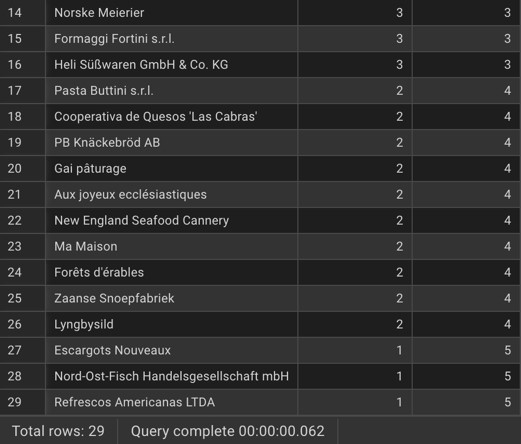 14 Norske Meierier 3 3
15 Formaggi Fortini s.r.l. 3 3
16 Heli Süßwaren GmbH & Co. KG 3 3
17 Pasta Buttini s.r.l. 2 4
18 Cooperativa de Quesos 'Las Cabras' 2 4
19 PB Knäckebröd AB 2 4
20 Gai pâturage 2 4
21 Aux joyeux ecclésiastiques 2 4
22 New England Seafood Cannery 2 4
23 Ma Maison 2 4
24 Forêts d'érables 2 4
25 Zaanse Snoepfabriek 2 4
26 Lyngbysild 2 4
27 Escargots Nouveaux 1 5
28 Nord-Ost-Fisch Handelsgesellschaft mbH 1 5
29 Refrescos Americanas LTDA 1 5
Total rows: 29 Query complete 00:00:00.062